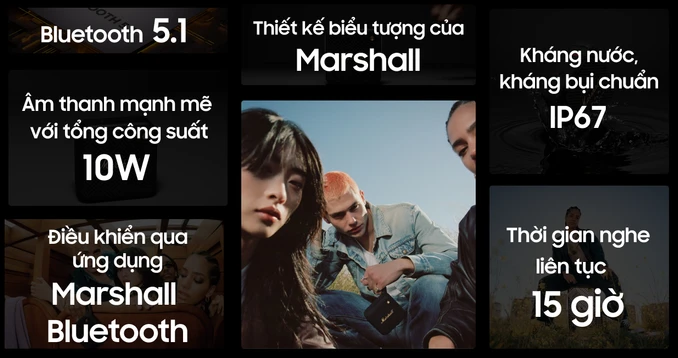 Bluetooth 5.1
Âm thanh mạnh mẽ
với tổng công suất
10W
Điều khiển qua
ứng dụng
Marshall
Bluetooth
Thiết kế biểu tượng của
Marshall
Kháng nước,
kháng bụi chuẩn
IP67
Thời gian nghe
liên tục
15 giờ